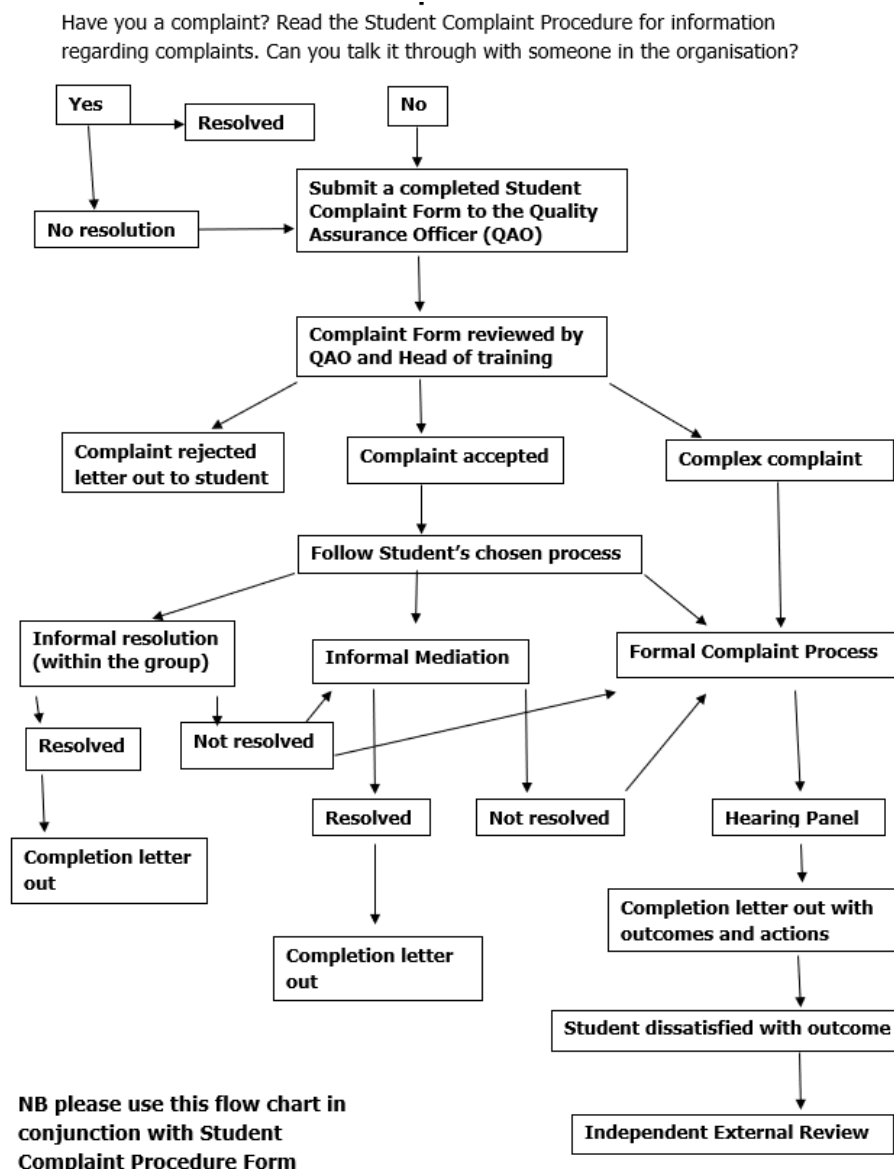 Have you a complaint? Read the Student Complaint Procedure for information
regarding complaints. Can you talk it through with someone in the organisation?
Yes
No
Resolved
Submit a completed Student
Complaint Form to the Quality
Assurance Officer (QAO)
No resolution
Complaint Form reviewed by
QAO and Head of training
Complaint rejected
letter out to student
Complaint accepted
Complex complaint
Follow Student’s chosen process
Informal resolution
(within the group)
Informal Mediation
Formal Complaint Process
Resolved
Not resolved
Resolved
Not resolved
Hearing Panel
Completion letter
out
Completion letter out with
outcomes and actions
Completion letter
out
Student dissatisfied with outcome
Independent External Review
NB please use this flow chart in
conjunction with Student
Complaint Procedure Form